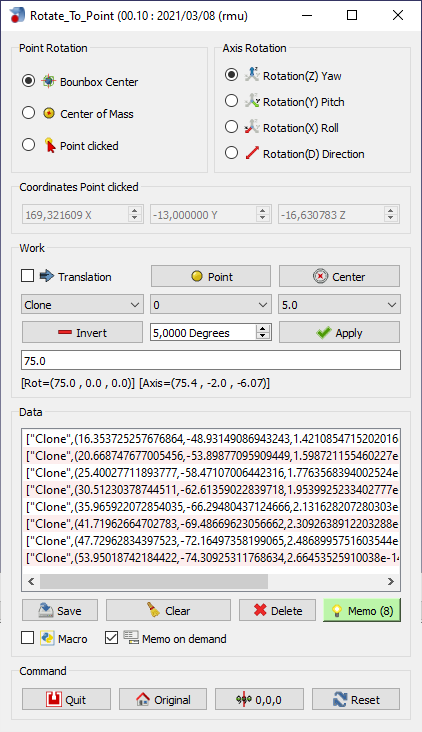 Rotate_To_Point (00.10 : 2021/03/08 (rmu)
Point Rotation
Bounbox Center
Center of Mass
Point clicked
Axis Rotation
Rotation(Z) Yaw
Rotation(Y) Pitch
Rotation(X) Roll
Rotation(D) Direction
Coordinates Point clicked
169,321609 X
-13,000000 Y
-16,630783 Z
Work
Translation
Point
Center
Clone
0
5.0
Invert
5,0000 Degrees
Apply
75.0
[Rot=(75.0 , 0.0 , 0.0)] [Axis=(75.4 , -2.0 , -6.07)]
Data
["Clone",(16.353725257676864,-48.93149086943243,1.4210854715202016
["Clone",(20.668747677005456,-53.89877095909449,1.598721155460227e
["Clone",(25.40027711893777,-58.47107006442316,1.7763568394002524e
["Clone",(30.51230378744511,-62.61359022839718,1.9539925233402777e
["Clone",(35.965922072854035,-66.29480437124666,2.131628207280303e
["Clone",(41.71962664702783,-69.48669623056662,2.3092638912203288e
["Clone",(47.72962834397523,-72.16497358199065,2.4868995751603544e
["Clone",(53.95018742184422,-74.30925311768634,2.66453525910038e-14
Save
Clear
Delete
Memo (8)
Macro
Memo on demand
Command
Quit
Original
0,0,0
Reset